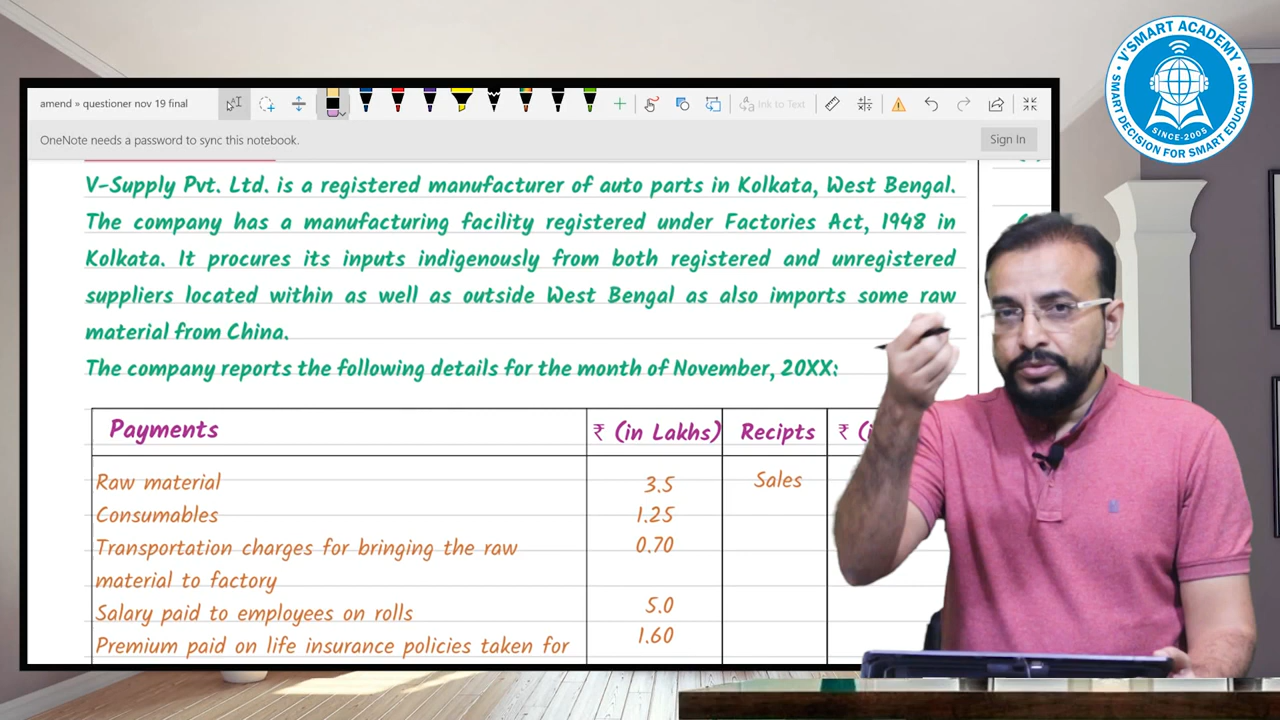 V'SMART ACADEMY
SMART DECISION FOR SMART EDUCATION
SINCE-2005
amend » questioner nov 19 final
Ink to Text
OneNote needs a password to sync this notebook.
Sign In
V-Supply Pvt. Ltd. is a registered manufacturer of auto parts in Kolkata, West Bengal.
The company has a manufacturing facility registered under Factories Act, 1948 in
Kolkata. It procures its inputs indigenously from both registered and unregistered
suppliers located within as well as outside West Bengal as also imports some raw
material from China.
The company reports the following details for the month of November, 20XX:
Payments ₹ (in Lakhs) Recipts ₹ (i
Raw material 3.5 Sales
Consumables 1.25
Transportation charges for bringing the raw 0.70
material to factory
Salary paid to employees on rolls 5.0
Premium paid on life insurance policies taken for 1.60